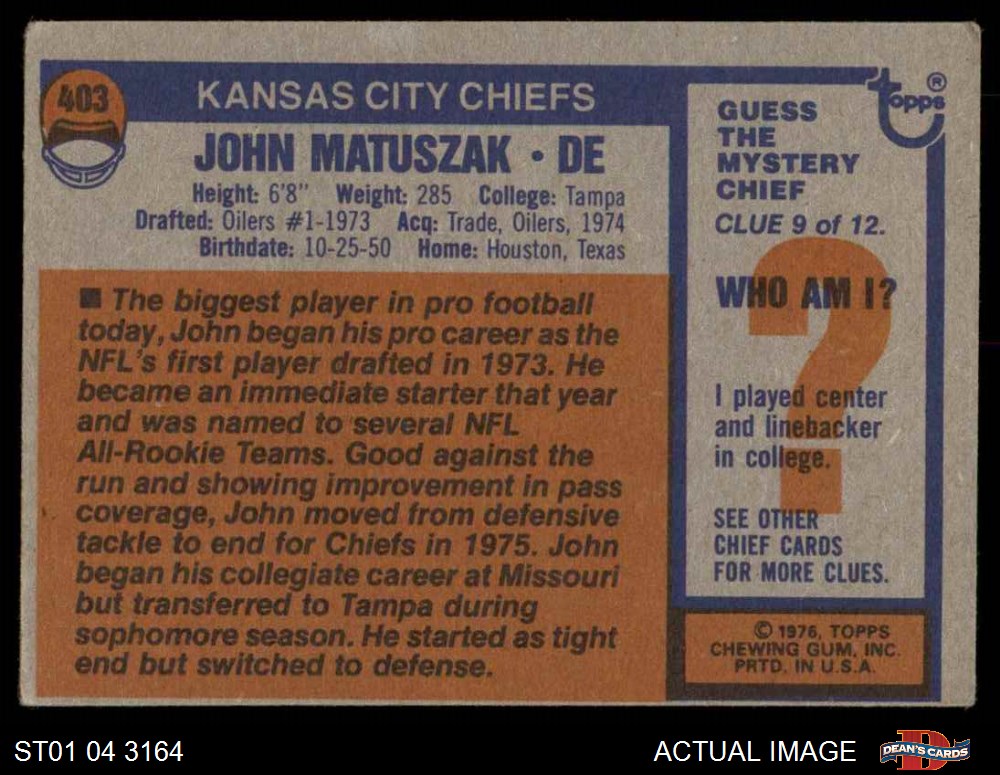 403
KANSAS CITY CHIEFS
JOHN MATUSZAK • DE
Height: 6'8" Weight: 285 College: Tampa
Drafted: Oilers #1-1973 Acq: Trade, Oilers, 1974
Birthdate: 10-25-50 Home: Houston, Texas
■ The biggest player in pro football
today, John began his pro career as the
NFL's first player drafted in 1973. He
became an immediate starter that year
and was named to several NFL
All-Rookie Teams. Good against the
run and showing improvement in pass
coverage, John moved from defensive
tackle to end for Chiefs in 1975. John
began his collegiate career at Missouri
but transferred to Tampa during
sophomore season. He started as tight
end but switched to defense.
topps ®
GUESS
THE
MYSTERY
CHIEF
CLUE 9 of 12.
WHO AM I?
?
I played center
and linebacker
in college.
SEE OTHER
CHIEF CARDS
FOR MORE CLUES.
© 1976, TOPPS
CHEWING GUM, INC.
PRTD. IN U.S.A.
ST01 04 3164
ACTUAL IMAGE
D
DEAN'S CARDS